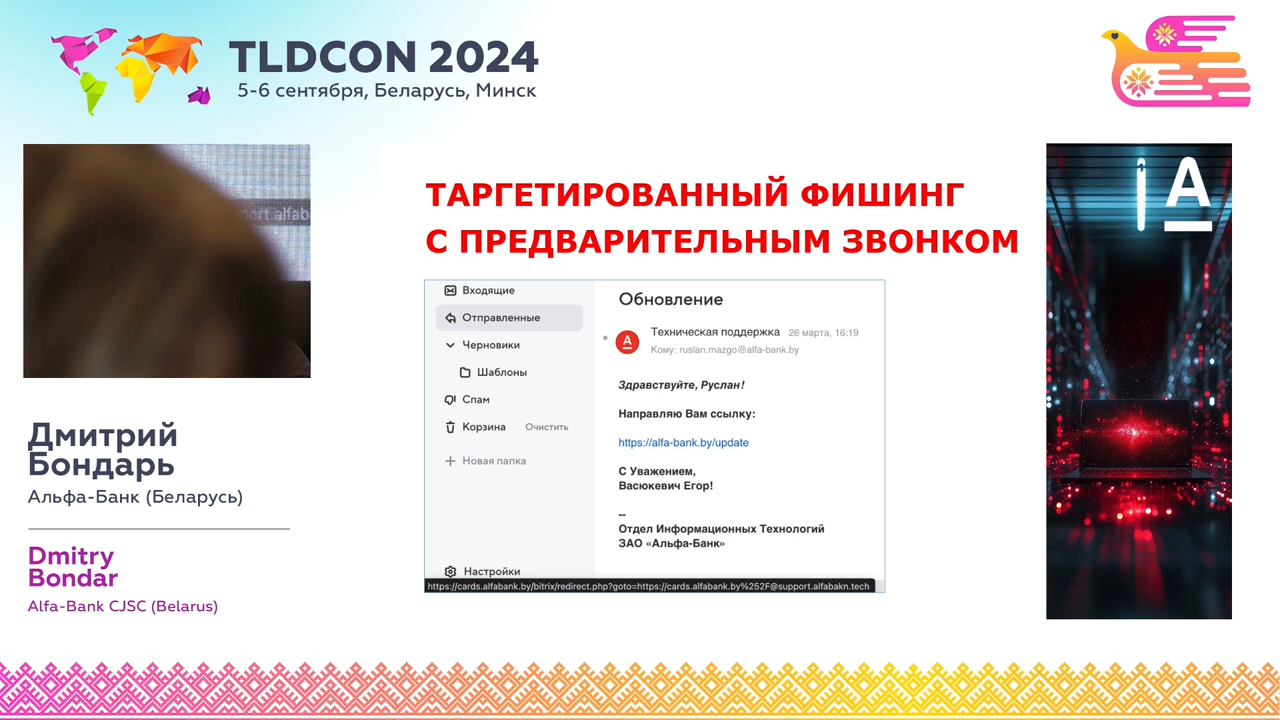 TLDCON 2024
5-6 сентября, Беларусь, Минск
ort.alfaba
Дмитрий
Бондарь
Альфа-Банк (Беларусь)
Dmitry
Bondar
Alfa-Bank CJSC (Belarus)
ТАРГЕТИРОВАННЫЙ ФИШИНГ
С ПРЕДВАРИТЕЛЬНЫМ ЗВОНКОМ
Входящие
Отправленные
Черновики
Шаблоны
Спам
Корзина Очистить
Новая папка
Настройки
Обновление
А
Техническая поддержка 26 марта, 16:19
Кому: ruslan.mazgo@alfa-bank.by
Здравствуйте, Руслан!
Направляю Вам ссылку:
https://alfa-bank.by/update
С Уважением,
Васюкевич Егор!
--
Отдел Информационных Технологий
ЗАО «Альфа-Банк»
https://cards.alfabank.by/bitrix/redirect.php?goto=https://cards.alfabank.by%252F@support.alfabakn.tech
А